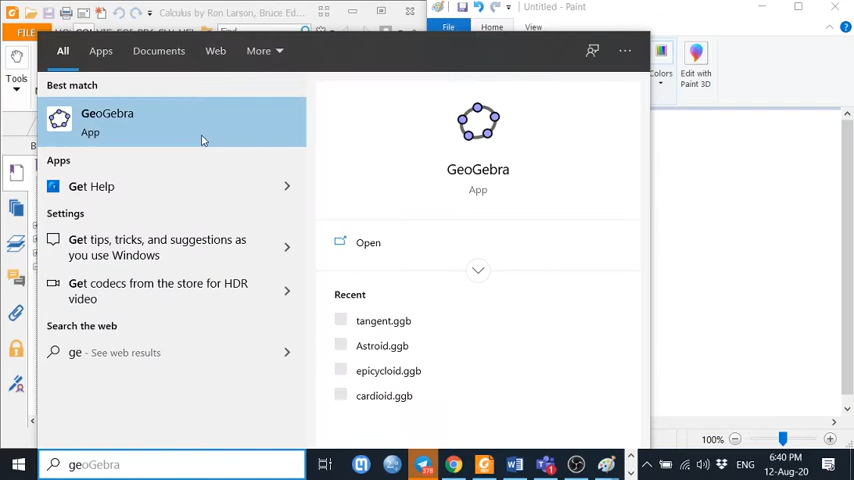 Calculus by Ron Larson, Bruce Ed...
Untitled - Paint
FILE
File
Home
View
All
Apps
Documents
Web
More
Tools
Colors
Edit with
Paint 3D
Best match
GeoGebra
App
Apps
Get Help
Settings
Get tips, tricks, and suggestions as
you use Windows
Get codecs from the store for HDR
video
Search the web
ge - See web results
GeoGebra
App
Open
Recent
tangent.ggb
Astroid.ggb
epicycloid.ggb
cardioid.ggb
100%
geoGebra
378
1
ENG
6:40 PM
12-Aug-20